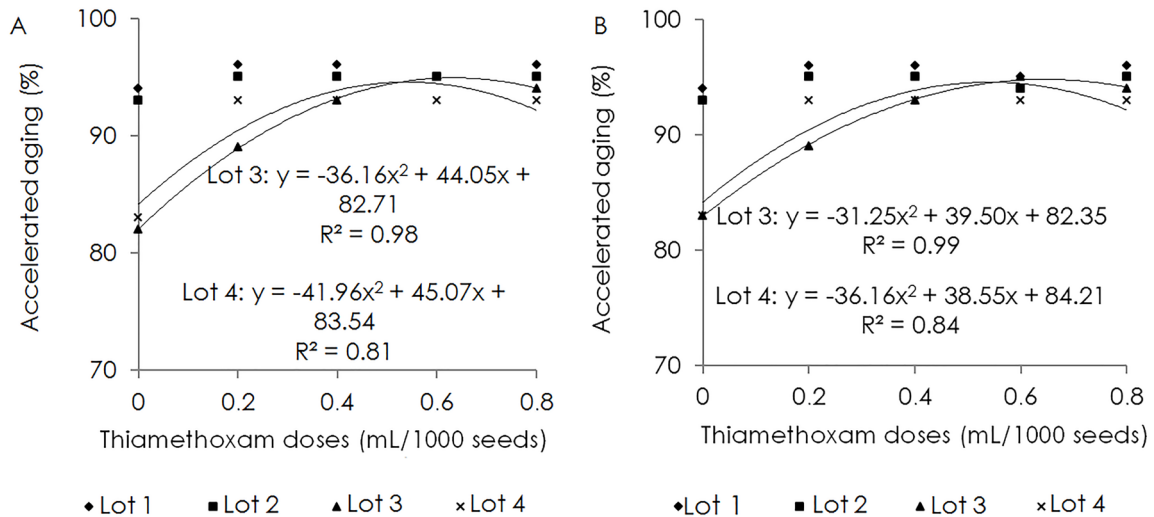 A
Accelerated aging (%)
100
90
80
70
Lot 3: y = -36.16x² + 44.05x +
82.71
R² = 0.98
Lot 4: y = -41.96x² + 45.07x +
83.54
R² = 0.81
0 0.2 0.4 0.6 0.8
Thiamethoxam doses (mL/1000 seeds)
Lot 1 Lot 2 Lot 3 Lot 4
B
Accelerated aging (%)
100
90
80
70
Lot 3: y = -31.25x² + 39.50x + 82.35
R² = 0.99
Lot 4: y = -36.16x² + 38.55x + 84.21
R² = 0.84
0 0.2 0.4 0.6 0.8
Thiamethoxam doses (mL/1000 seeds)
Lot 1 Lot 2 Lot 3 Lot 4